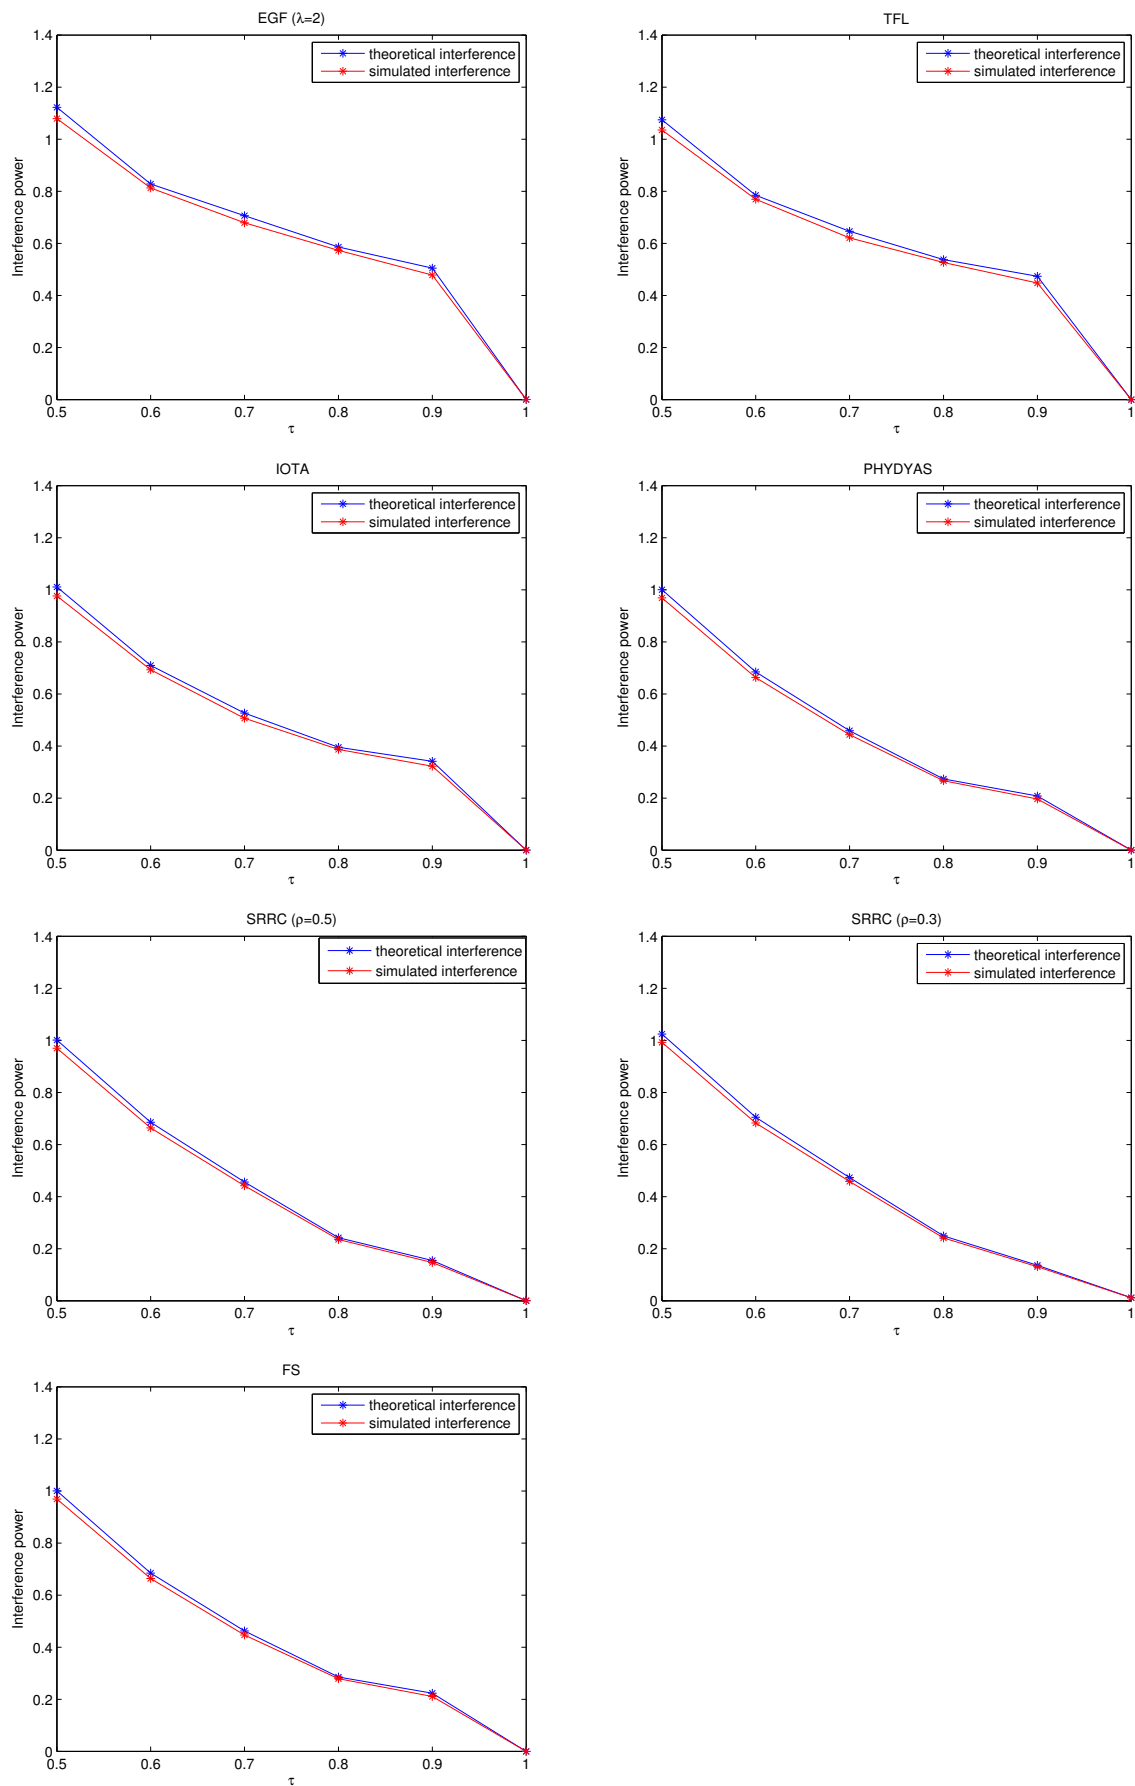 EGF (λ=2)
1.4
1.2
1
0.8
0.6
0.4
0.2
0
theoretical interference
simulated interference
Interference power
0.5 0.6 0.7 0.8 0.9 1
τ
TFL
1.4
1.2
1
0.8
0.6
0.4
0.2
0
theoretical interference
simulated interference
Interference power
0.5 0.6 0.7 0.8 0.9 1
τ
IOTA
1.4
1.2
1
0.8
0.6
0.4
0.2
0
theoretical interference
simulated interference
Interference power
0.5 0.6 0.7 0.8 0.9 1
τ
PHYDYAS
1.4
1.2
1
0.8
0.6
0.4
0.2
0
theoretical interference
simulated interference
Interference power
0.5 0.6 0.7 0.8 0.9 1
τ
SRRC (ρ=0.5)
1.4
1.2
1
0.8
0.6
0.4
0.2
0
theoretical interference
simulated interference
Interference power
0.5 0.6 0.7 0.8 0.9 1
τ
SRRC (ρ=0.3)
1.4
1.2
1
0.8
0.6
0.4
0.2
0
theoretical interference
simulated interference
Interference power
0.5 0.6 0.7 0.8 0.9 1
τ
FS
1.4
1.2
1
0.8
0.6
0.4
0.2
0
theoretical interference
simulated interference
Interference power
0.5 0.6 0.7 0.8 0.9 1
τ